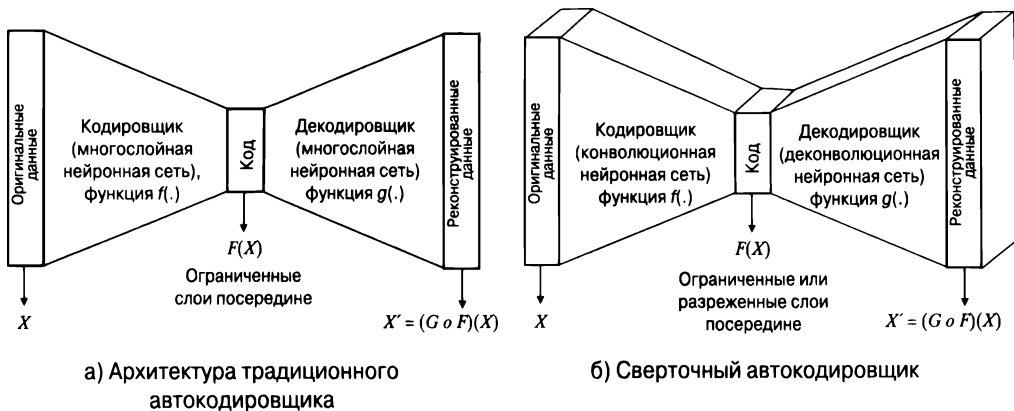 Оригинальные
данные
Кодировщик
(многослойная
нейронная сеть),
функция f(.)
Код
Декодировщик
(многослойная
нейронная сеть)
функция g(.)
Реконструированные
данные
F(X)
Ограниченные
слои посередине
X
X′ = (G o F)(X)
а) Архитектура традиционного
автокодировщика
Оригинальные
данные
Кодировщик
(конволюционная
нейронная сеть)
функция f(.)
Код
Декодировщик
(деконволюционная
нейронная сеть)
функция g(.)
Реконструированные
данные
F(X)
Ограниченные или
разреженные слои
посередине
X
X′ = (G o F)(X)
б) Сверточный автокодировщик